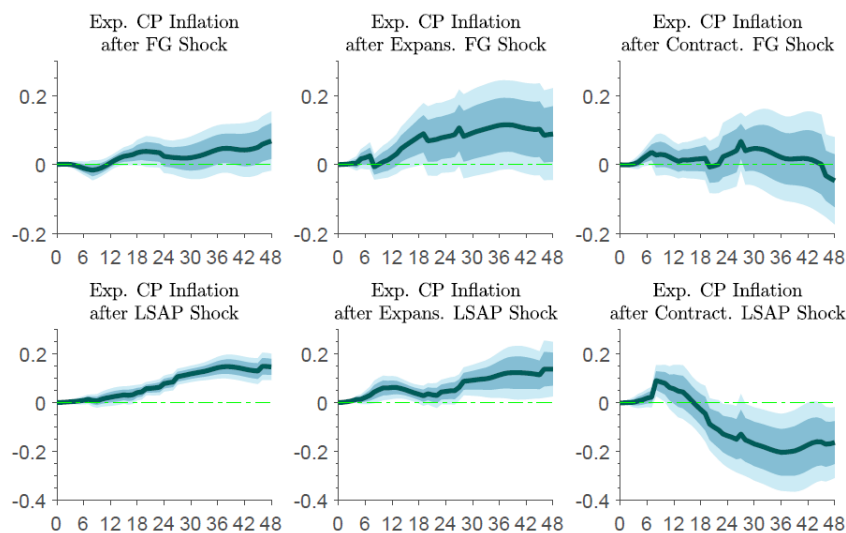 Exp. CP Inflation
after FG Shock
Exp. CP Inflation
after Expans. FG Shock
Exp. CP Inflation
after Contract. FG Shock
0.2
0
-0.2
0 6 12 18 24 30 36 42 48
0.2
0
-0.2
0 6 12 18 24 30 36 42 48
0.2
0
-0.2
0 6 12 18 24 30 36 42 48
Exp. CP Inflation
after LSAP Shock
Exp. CP Inflation
after Expans. LSAP Shock
Exp. CP Inflation
after Contract. LSAP Shock
0.2
0
-0.2
-0.4
0 6 12 18 24 30 36 42 48
0.2
0
-0.2
-0.4
0 6 12 18 24 30 36 42 48
0.2
0
-0.2
-0.4
0 6 12 18 24 30 36 42 48